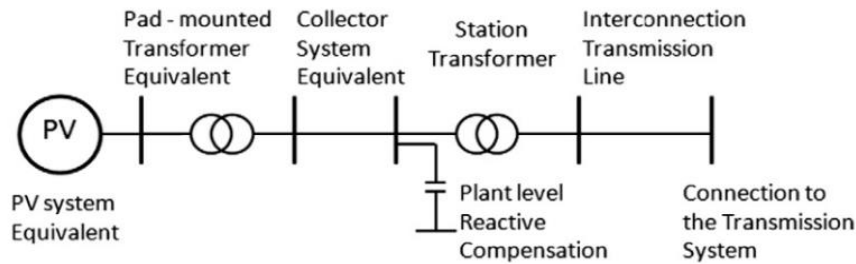 Pad - mounted
Transformer
Equivalent
Collector
System
Equivalent
Station
Transformer
Interconnection
Transmission
Line
PV
PV system
Equivalent
Plant level
Reactive
Compensation
Connection to
the Transmission
System